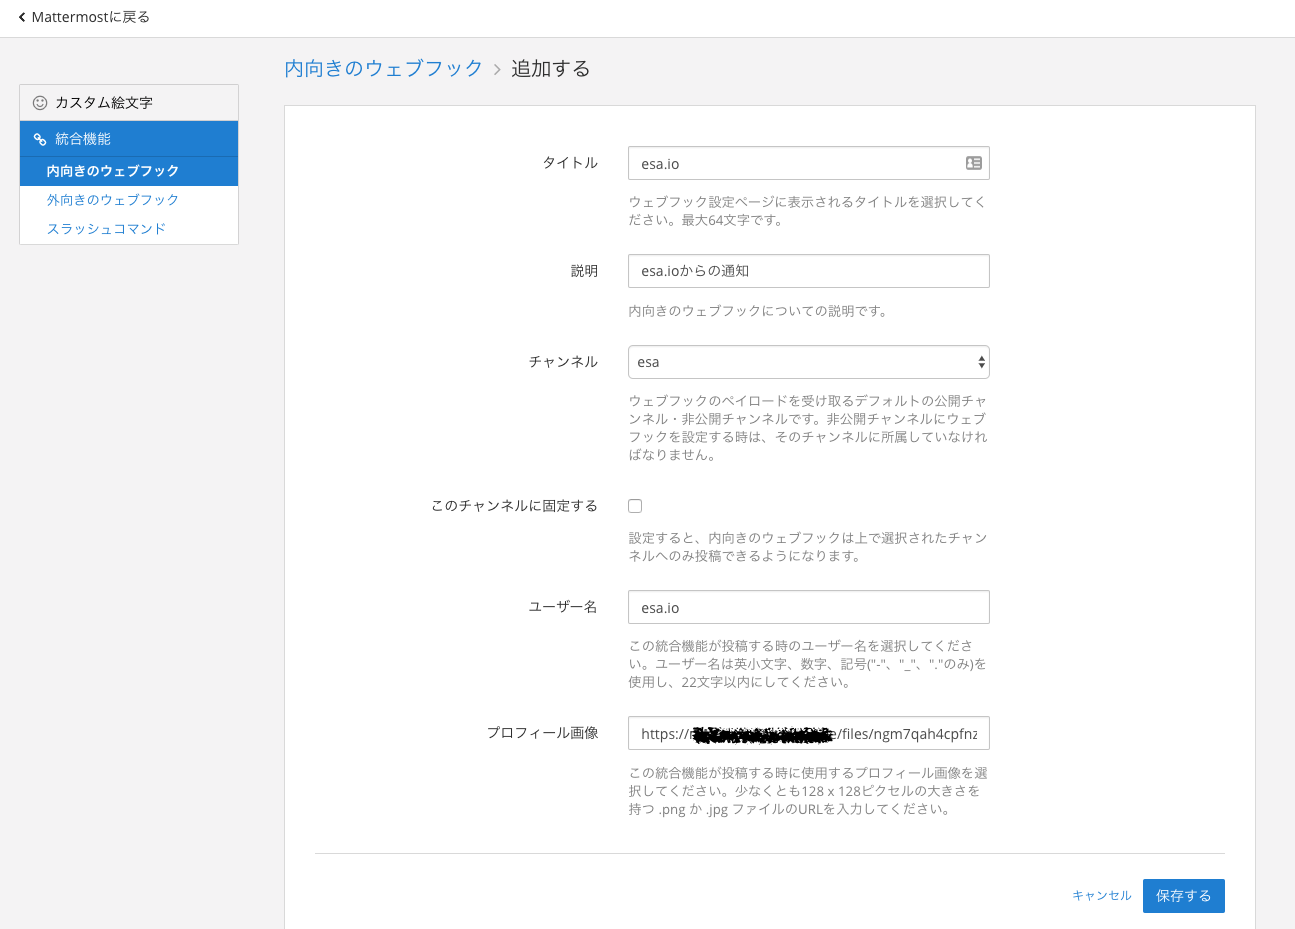 Mattermostに戻る
内向きのウェブフック > 追加する
カスタム絵文字
統合機能
内向きのウェブフック
外向きのウェブフック
スラッシュコマンド
タイトル
esa.io
ウェブフック設定ページに表示されるタイトルを選択してく
ださい。最大64文字です。
説明
esa.ioからの通知
内向きのウェブフックについての説明です。
チャンネル
esa
ウェブフックのペイロードを受け取るデフォルトの公開チャ
ンネル・非公開チャンネルです。非公開チャンネルにウェブ
フックを設定する時は、そのチャンネルに所属していなけれ
ばなりません。
このチャンネルに固定する
設定すると、内向きのウェブフックは上で選択されたチャン
ネルへのみ投稿できるようになります。
ユーザー名
esa.io
この統合機能が投稿する時のユーザー名を選択してくださ
い。ユーザー名は英小文字、数字、記号("-"、"_"、"."のみ)を
使用し、22文字以内にしてください。
プロフィール画像
https:// /files/ngm7qah4cpfnz
この統合機能が投稿する時に使用するプロフィール画像を選
択してください。少なくとも128 x 128ピクセルの大きさを
持つ .png か .jpg ファイルのURLを入力してください。
キャンセル
保存する